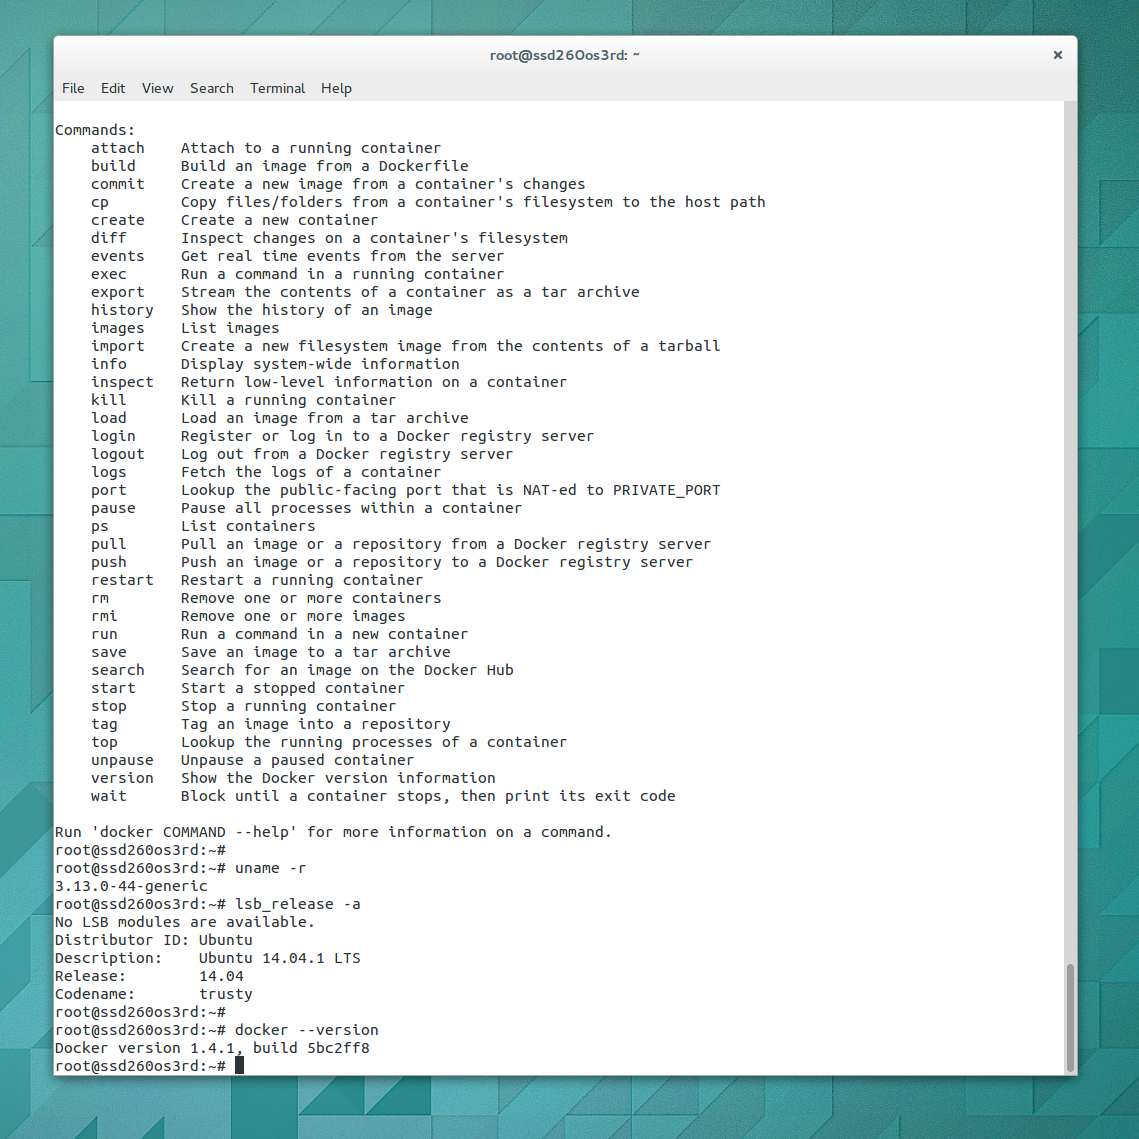 root@ssd260os3rd: ~
File Edit View Search Terminal Help
Commands:
    attach    Attach to a running container
    build     Build an image from a Dockerfile
    commit    Create a new image from a container's changes
    cp        Copy files/folders from a container's filesystem to the host path
    create    Create a new container
    diff      Inspect changes on a container's filesystem
    events    Get real time events from the server
    exec      Run a command in a running container
    export    Stream the contents of a container as a tar archive
    history   Show the history of an image
    images    List images
    import    Create a new filesystem image from the contents of a tarball
    info      Display system-wide information
    inspect   Return low-level information on a container
    kill      Kill a running container
    load      Load an image from a tar archive
    login     Register or log in to a Docker registry server
    logout    Log out from a Docker registry server
    logs      Fetch the logs of a container
    port      Lookup the public-facing port that is NAT-ed to PRIVATE_PORT
    pause     Pause all processes within a container
    ps        List containers
    pull      Pull an image or a repository from a Docker registry server
    push      Push an image or a repository to a Docker registry server
    restart   Restart a running container
    rm        Remove one or more containers
    rmi       Remove one or more images
    run       Run a command in a new container
    save      Save an image to a tar archive
    search    Search for an image on the Docker Hub
    start     Start a stopped container
    stop      Stop a running container
    tag       Tag an image into a repository
    top       Lookup the running processes of a container
    unpause   Unpause a paused container
    version   Show the Docker version information
    wait      Block until a container stops, then print its exit code
Run 'docker COMMAND --help' for more information on a command.
root@ssd260os3rd:~#
root@ssd260os3rd:~# uname -r
3.13.0-44-generic
root@ssd260os3rd:~# lsb_release -a
No LSB modules are available.
Distributor ID: Ubuntu
Description:    Ubuntu 14.04.1 LTS
Release:        14.04
Codename:       trusty
root@ssd260os3rd:~#
root@ssd260os3rd:~# docker --version
Docker version 1.4.1, build 5bc2ff8
root@ssd260os3rd:~#